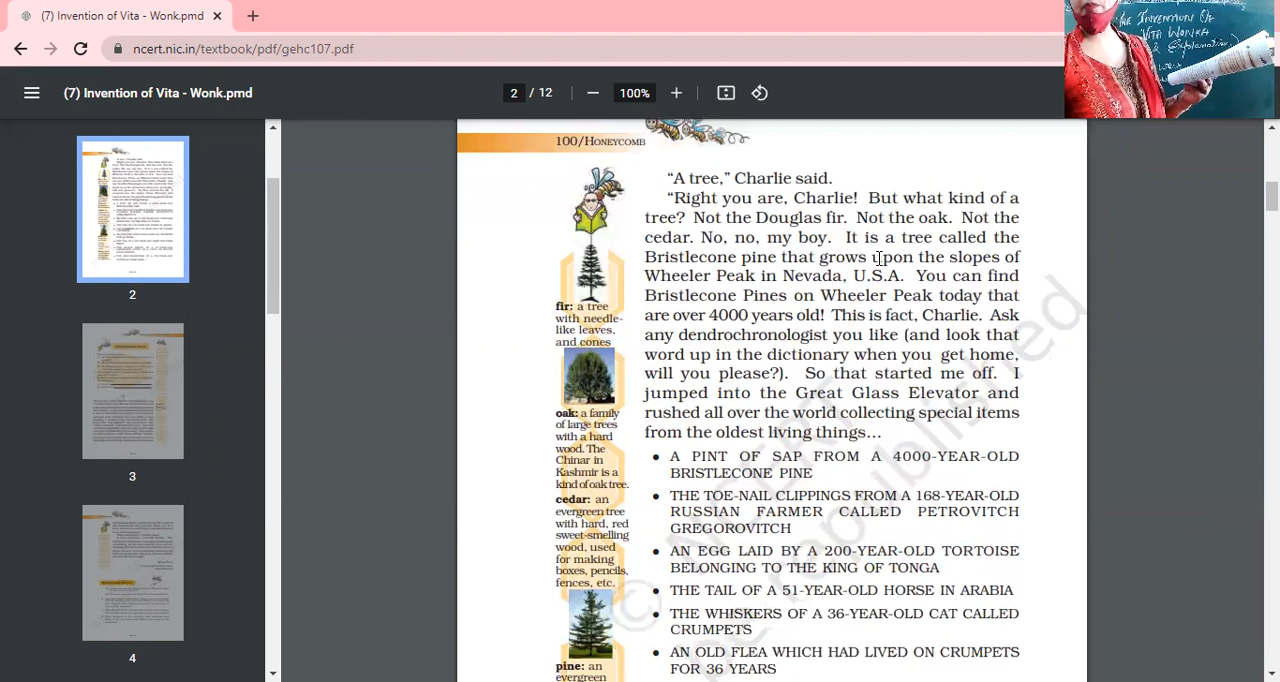 (7) Invention of Vita - Wonk.pmd
ncert.nic.in/textbook/pdf/gehc107.pdf
THE INVENTION OF
VITA WONKA
& Explanation
(7) Invention of Vita - Wonk.pmd
2 / 12
100%
2
3
4
100/HONEYCOMB
fir: a tree
with needle-
like leaves,
and cones
oak: a family
of large trees
with a hard
wood. The
Chinar in
Kashmir is a
kind of oak tree.
cedar: an
evergreen tree
with hard, red
sweet-smelling
wood, used
for making
boxes, pencils,
fences, etc.
pine: an
evergreen
“A tree,” Charlie said.
“Right you are, Charlie! But what kind of a
tree? Not the Douglas fir. Not the oak. Not the
cedar. No, no, my boy! It is a tree called the
Bristlecone pine that grows upon the slopes of
Wheeler Peak in Nevada, U.S.A. You can find
Bristlecone Pines on Wheeler Peak today that
are over 4000 years old! This is fact, Charlie. Ask
any dendrochronologist you like (and look that
word up in the dictionary when you get home,
will you please?). So that started me off. I
jumped into the Great Glass Elevator and
rushed all over the world collecting special items
from the oldest living things…
• A PINT OF SAP FROM A 4000-YEAR-OLD
BRISTLECONE PINE
• THE TOE-NAIL CLIPPINGS FROM A 168-YEAR-OLD
RUSSIAN FARMER CALLED PETROVITCH
GREGOROVITCH
• AN EGG LAID BY A 200-YEAR-OLD TORTOISE
BELONGING TO THE KING OF TONGA
• THE TAIL OF A 51-YEAR-OLD HORSE IN ARABIA
• THE WHISKERS OF A 36-YEAR-OLD CAT CALLED
CRUMPETS
• AN OLD FLEA WHICH HAD LIVED ON CRUMPETS
FOR 36 YEARS